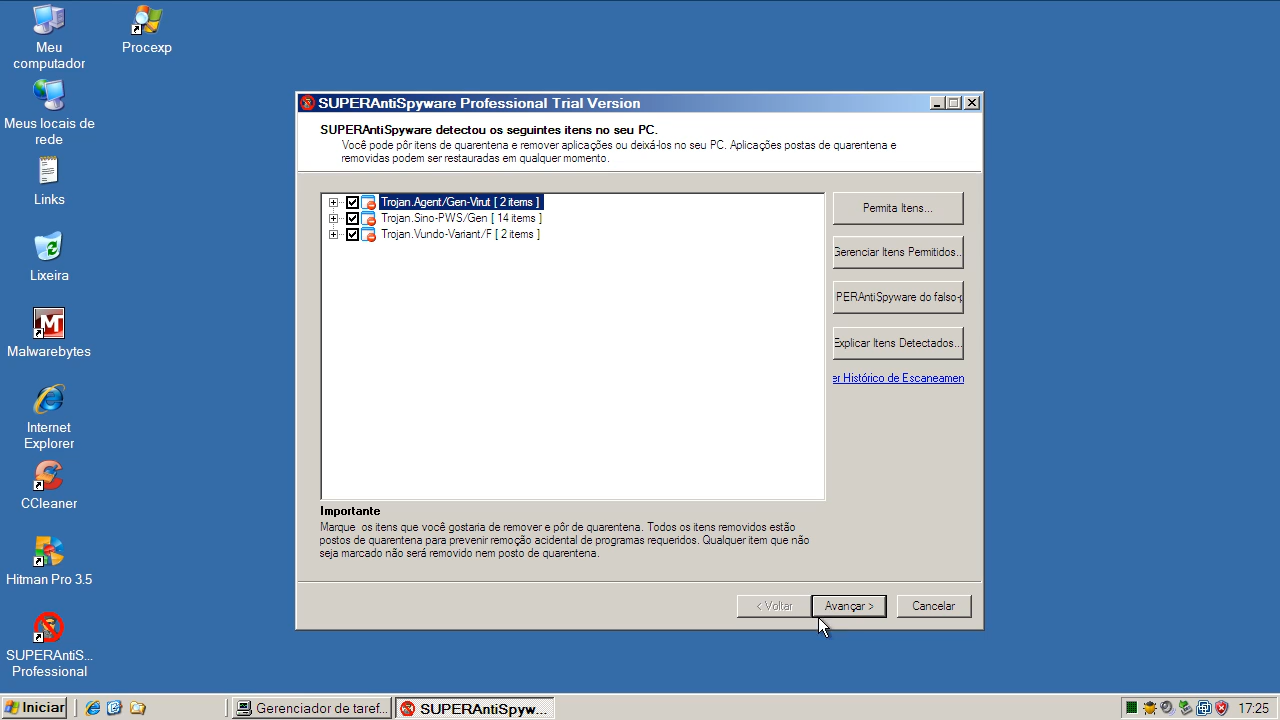 Meu
computador
Procexp
Meus locais de
rede
Links
Lixeira
Malwarebytes
Internet
Explorer
CCleaner
Hitman Pro 3.5
SUPERAntiS...
Professional
SUPERAntiSpyware Professional Trial Version
SUPERAntiSpyware detectou os seguintes itens no seu PC.
Você pode pôr itens de quarentena e remover aplicações ou deixá-los no seu PC. Aplicações postas de quarentena e
removidas podem ser restauradas em qualquer momento.
Trojan.Agent/Gen-Virut [ 2 items ]
Trojan.Sino-PWS/Gen [ 14 items ]
Trojan.Vundo-Variant/F [ 2 items ]
Permita Itens...
Gerenciar Itens Permitidos..
PERAntiSpyware do falso-p
Explicar Itens Detectados...
er Histórico de Escaneamen
Importante
Marque os itens que você gostaria de remover e pôr de quarentena. Todos os itens removidos estão
postos de quarentena para prevenir remoção acidental de programas requeridos. Qualquer item que não
seja marcado não será removido nem posto de quarentena.
< Voltar
Avançar >
Cancelar
Iniciar
Gerenciador de taref...
SUPERAntiSpyw...
17:25